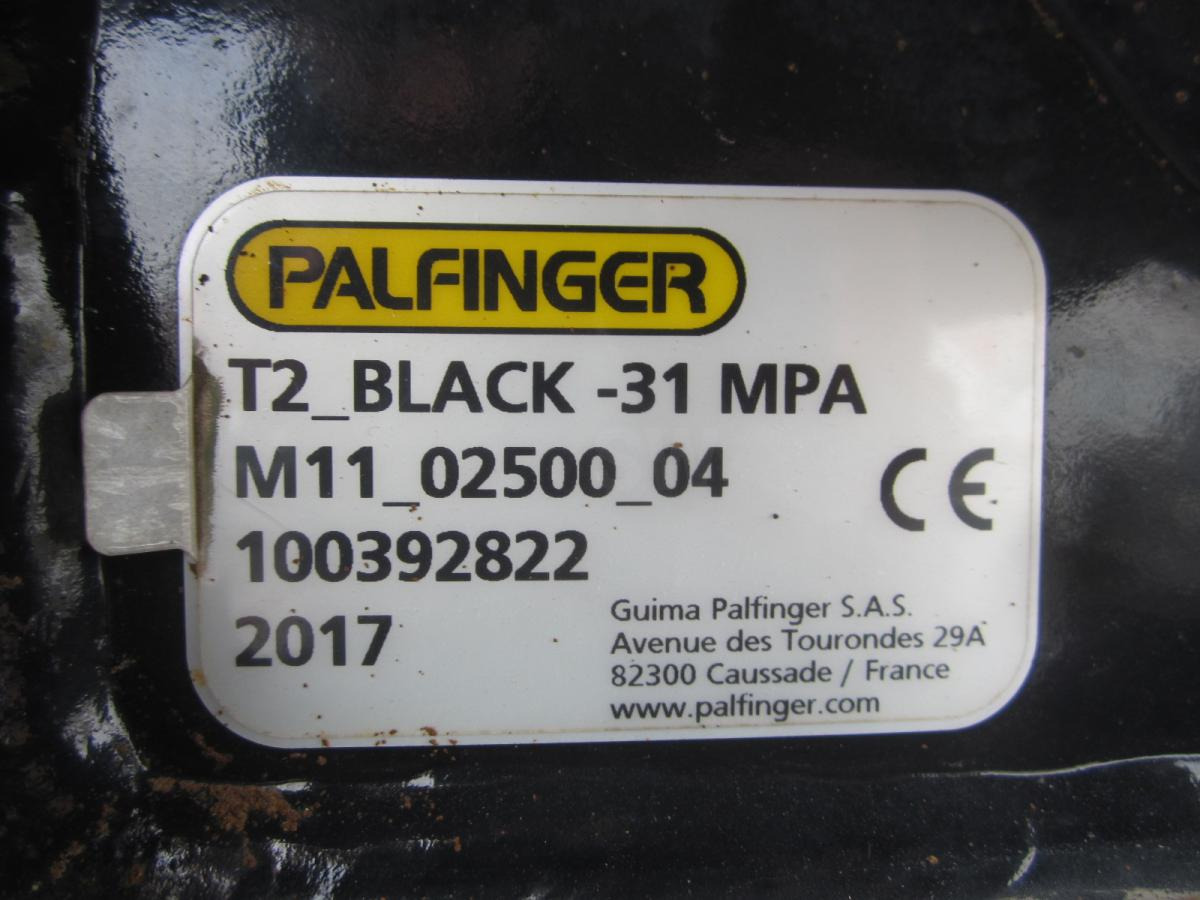 PALFINGER
T2_BLACK -31 MPA
M11_02500_04
CE
100392822
2017
Guima Palfinger S.A.S.
Avenue des Tourondes 29A
82300 Caussade / France
www.palfinger.com